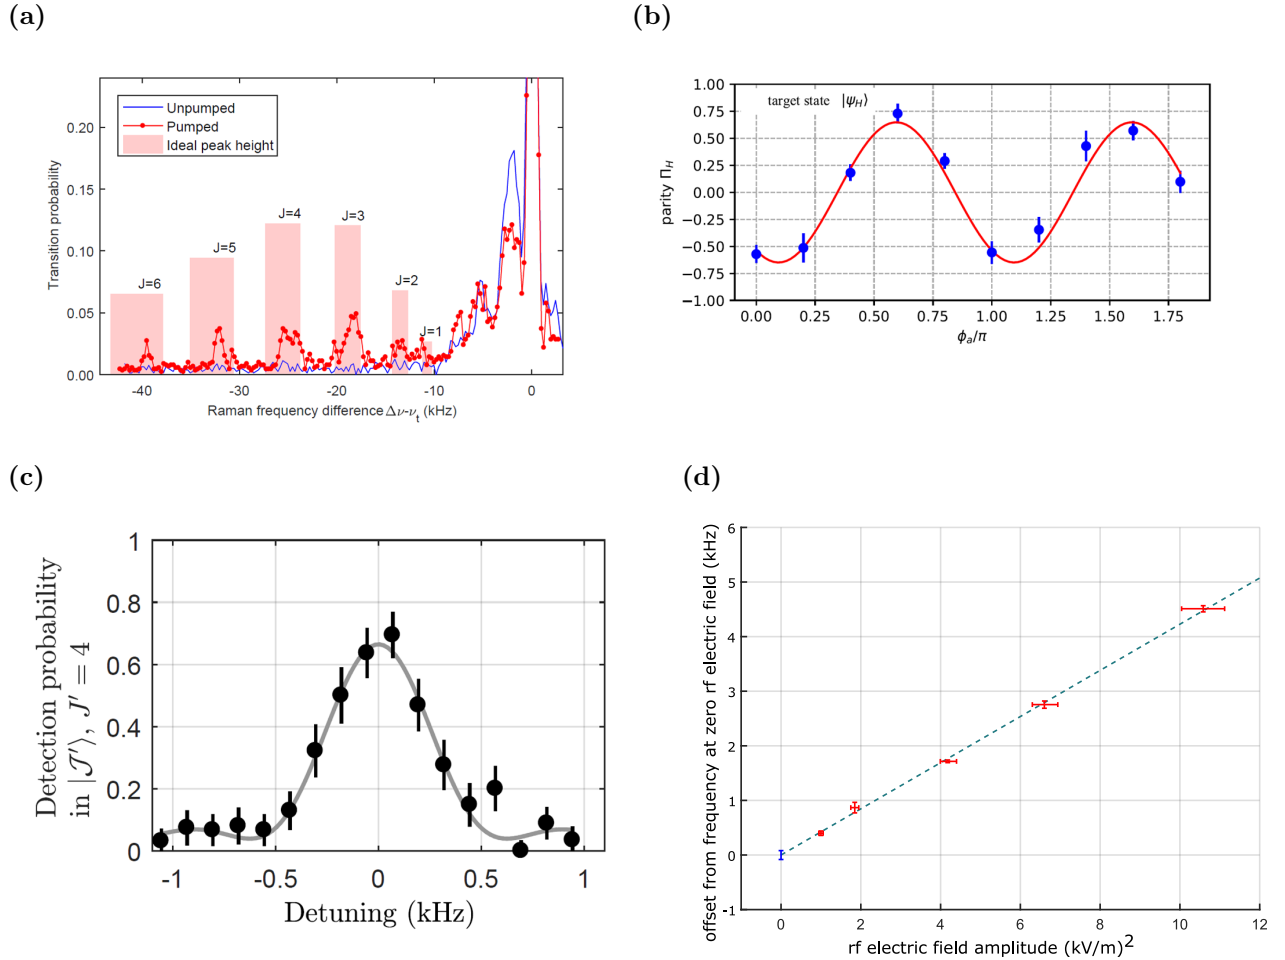 (a)
Unpumped
Pumped
Ideal peak height
J=6
J=5
J=4
J=3
J=2
J=1
Transition probability
0.20
0.15
0.10
0.05
0.00
-40
-30
-20
-10
0
Raman frequency difference Δν-ν_t (kHz)
(b)
target state |ψ_H⟩
parity Π_H
1.00
0.75
0.50
0.25
0.00
−0.25
−0.50
−0.75
−1.00
0.00
0.25
0.50
0.75
1.00
1.25
1.50
1.75
ϕ_a/π
(c)
Detection probability
in |𝒥′⟩, J′ = 4
1
0.8
0.6
0.4
0.2
0
-1
-0.5
0
0.5
1
Detuning (kHz)
(d)
offset from frequency at zero rf electric field (kHz)
6
5
4
3
2
1
0
-1
0
2
4
6
8
10
12
rf electric field amplitude (kV/m)²